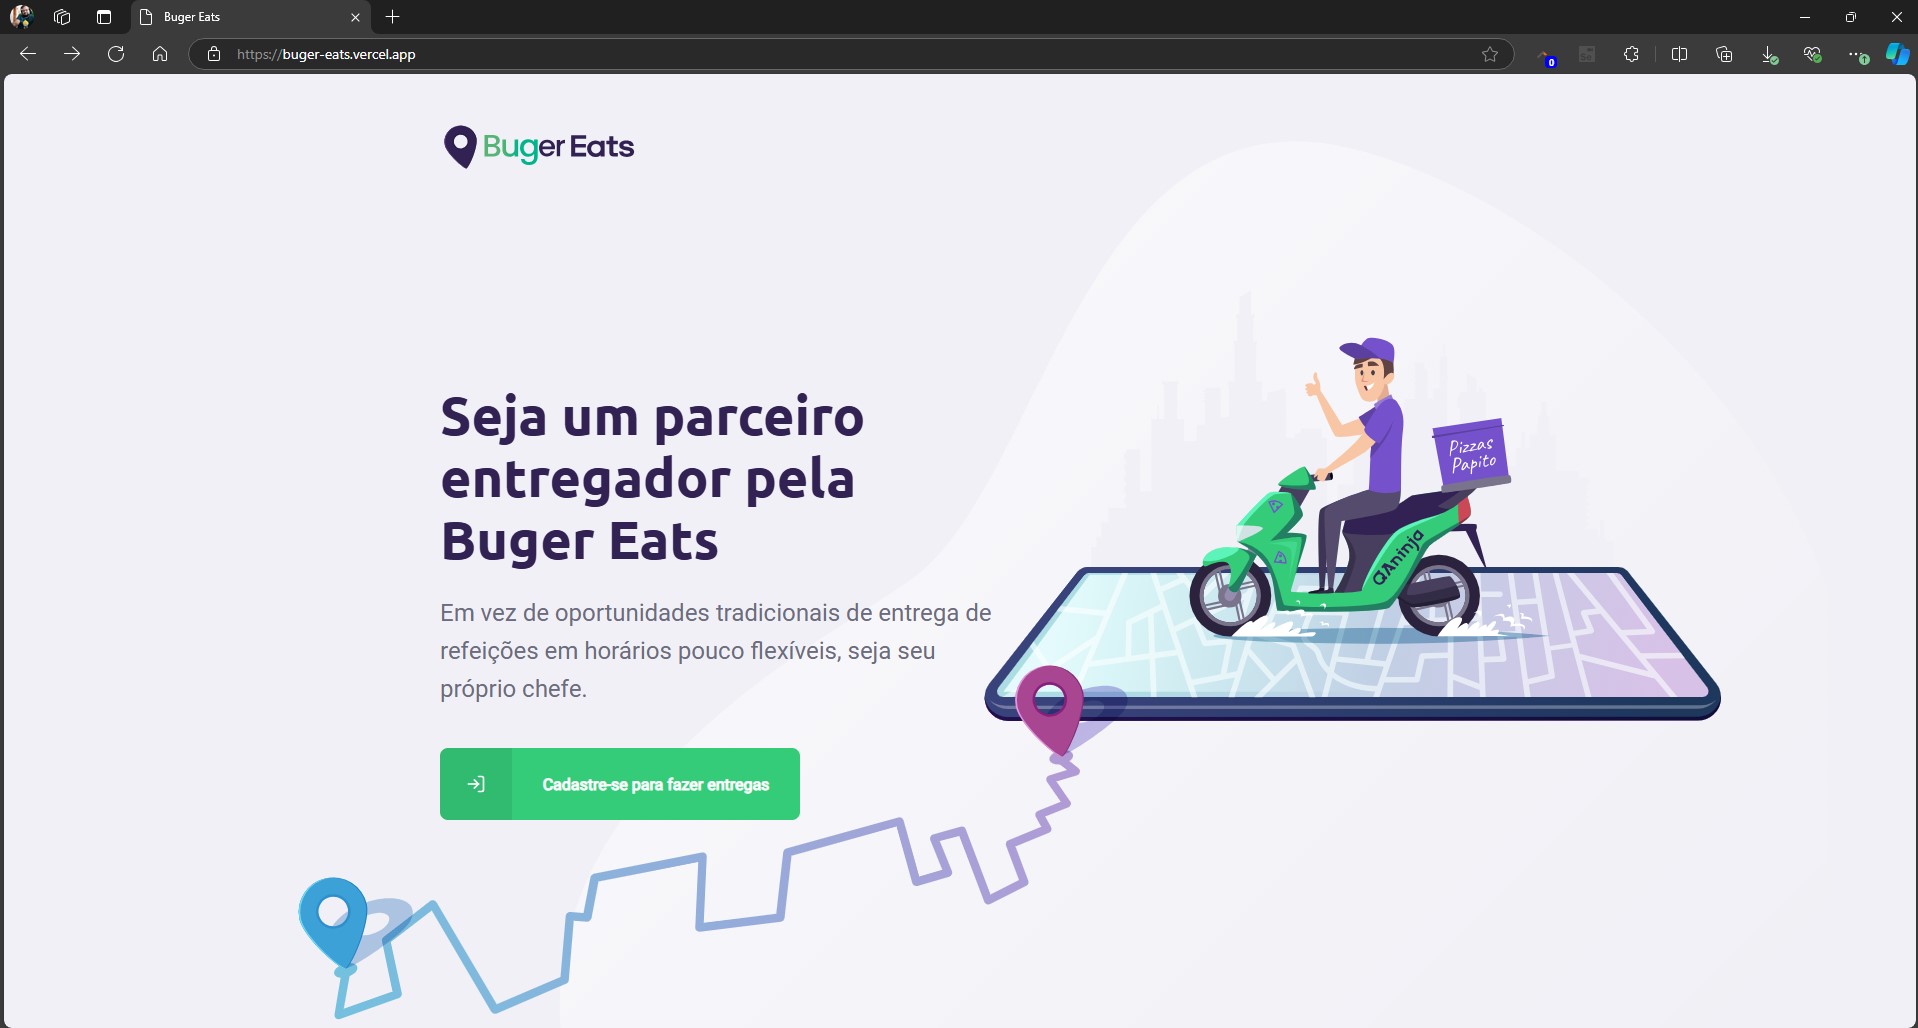 Buger Eats
0
https://buger-eats.vercel.app
Buger Eats
Seja um parceiro
entregador pela
Buger Eats
Em vez de oportunidades tradicionais de entrega de
refeições em horários pouco flexíveis, seja seu
próprio chefe.
Cadastre-se para fazer entregas
Pizzas
Papito
QAninja